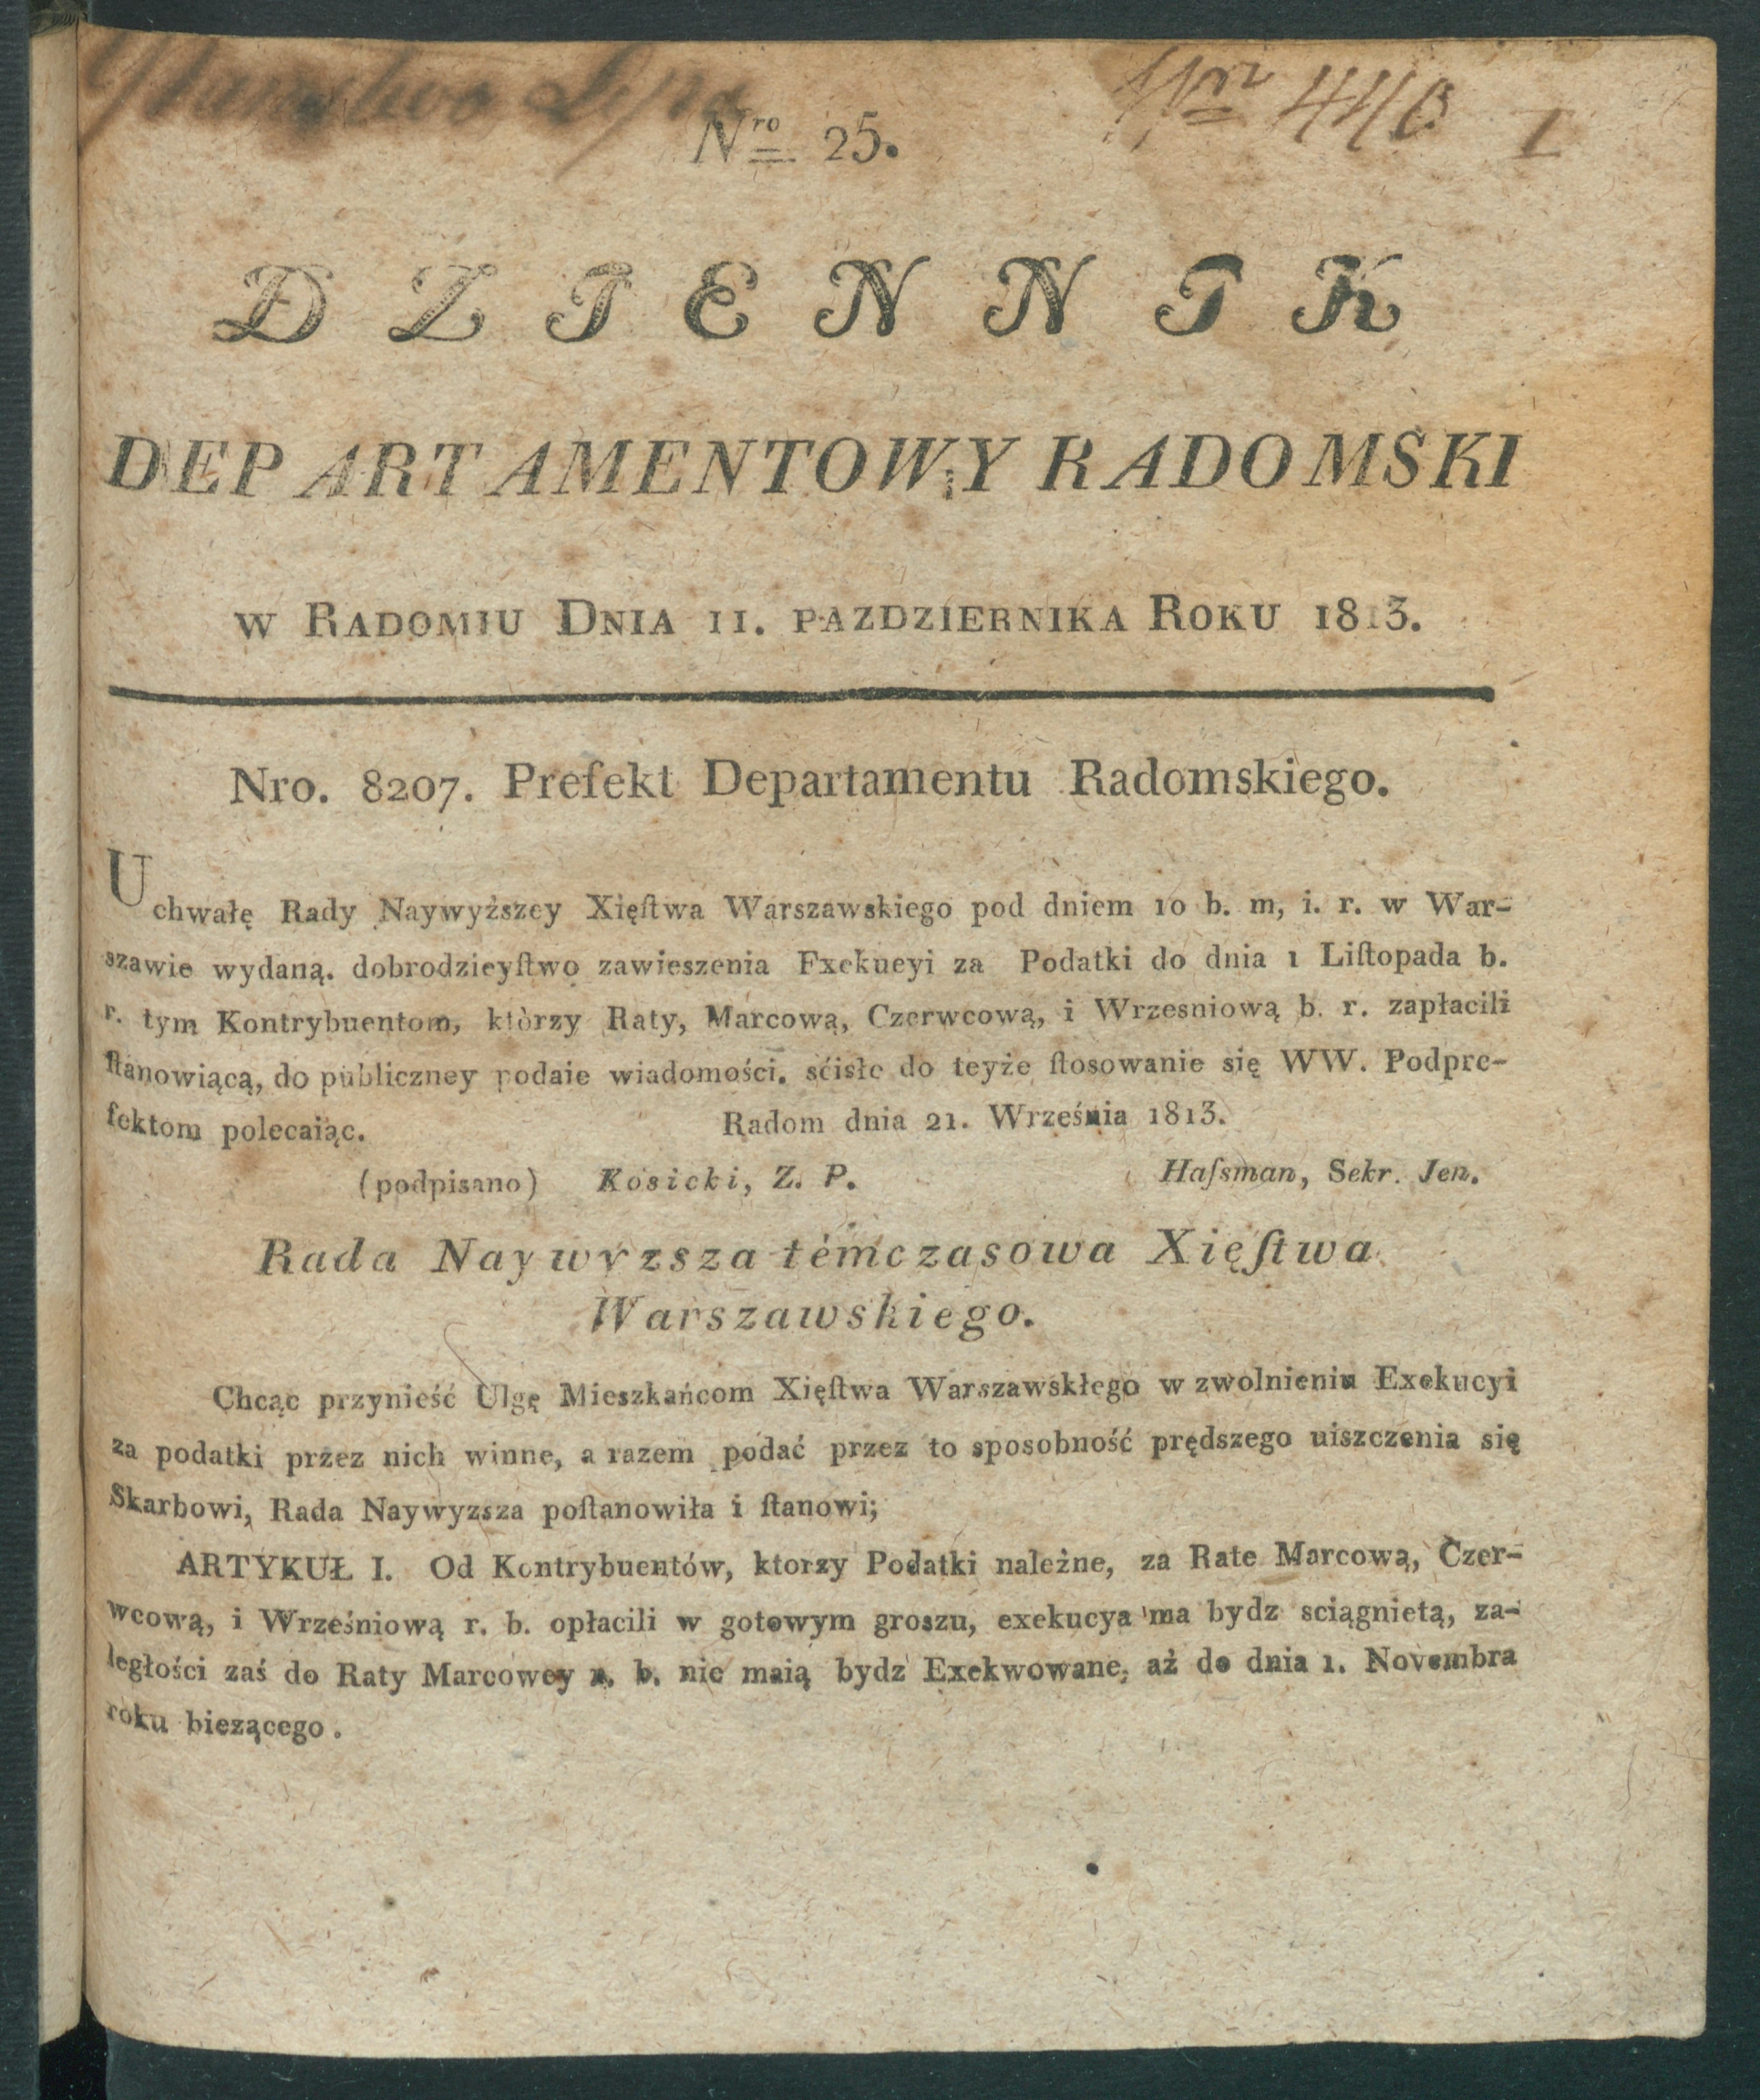 Nro 25.
DZIENNIK
DEPARTAMENTOWY RADOMSKI
w Radomiu Dnia 11. pazdziernika Roku 1813.
Nro. 8207. Prefekt Departamentu Radomskiego.
Uchwałę Rady Naywyższey Xięſtwa Warszawskiego pod dniem 10 b. m, i. r. w War-
szawie wydaną. dobrodzieyſtwo zawieszenia Fxekueyi za Podatki do dnia 1 Liſtopada b.
r. tym Kontrybuentom, ktòrzy Raty, Marcową, Czerwcową, i Wrzesniową b. r. zapłacili
ſtanowiącą, do publiczney podaie wiadomości. sćisłe do teyże ſtosowanie się WW. Podpre-
fektom polecaiąc. Radom dnia 21. Września 1813.
(podpisano) Kosicki, Z. P. Haſsman, Sekr. Jen.
Rada Naywyzsza témczasowa Xięſtwa
Warszawskiego.
Chcąc przynieść Ulgę Mieszkańcom Xięſtwa Warszawskłego w zwolnieniu Exekucyi
za podatki przez nich winne, a razem podać przez to sposobność prędszego uiszczenia się
Skarbowi, Rada Naywyzsza poſtanowiła i ſtanowi;
ARTYKUŁ I. Od Kontrybuentów, ktorzy Podatki należne, za Rate Marcową, Czer-
wcową, i Wrześniową r. b. opłacili w gotowym groszu, exekucya ma bydz sciągnietą, za-
ległości zaś do Raty Marcowey r. b. nie maią bydz Exekwowane, aż do dnia 1. Novembra
roku biezącego.